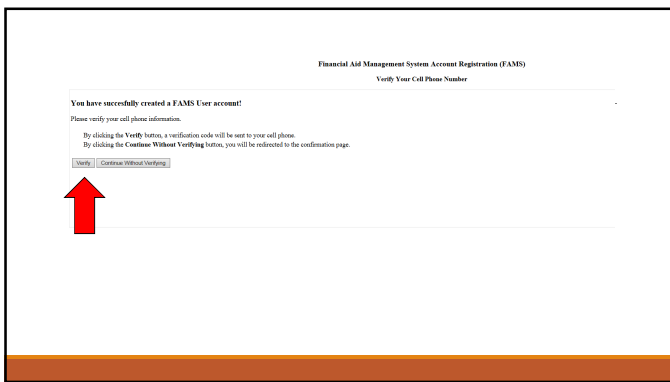 Financial Aid Management System Account Registration (FAMS)
Verify Your Cell Phone Number
You have succesfully created a FAMS User account!
Please verify your cell phone information.
By clicking the Verify button, a verification code will be sent to your cell phone.
By clicking the Continue Without Verifying button, you will be redirected to the confirmation page.
Verify Continue Without Verifying